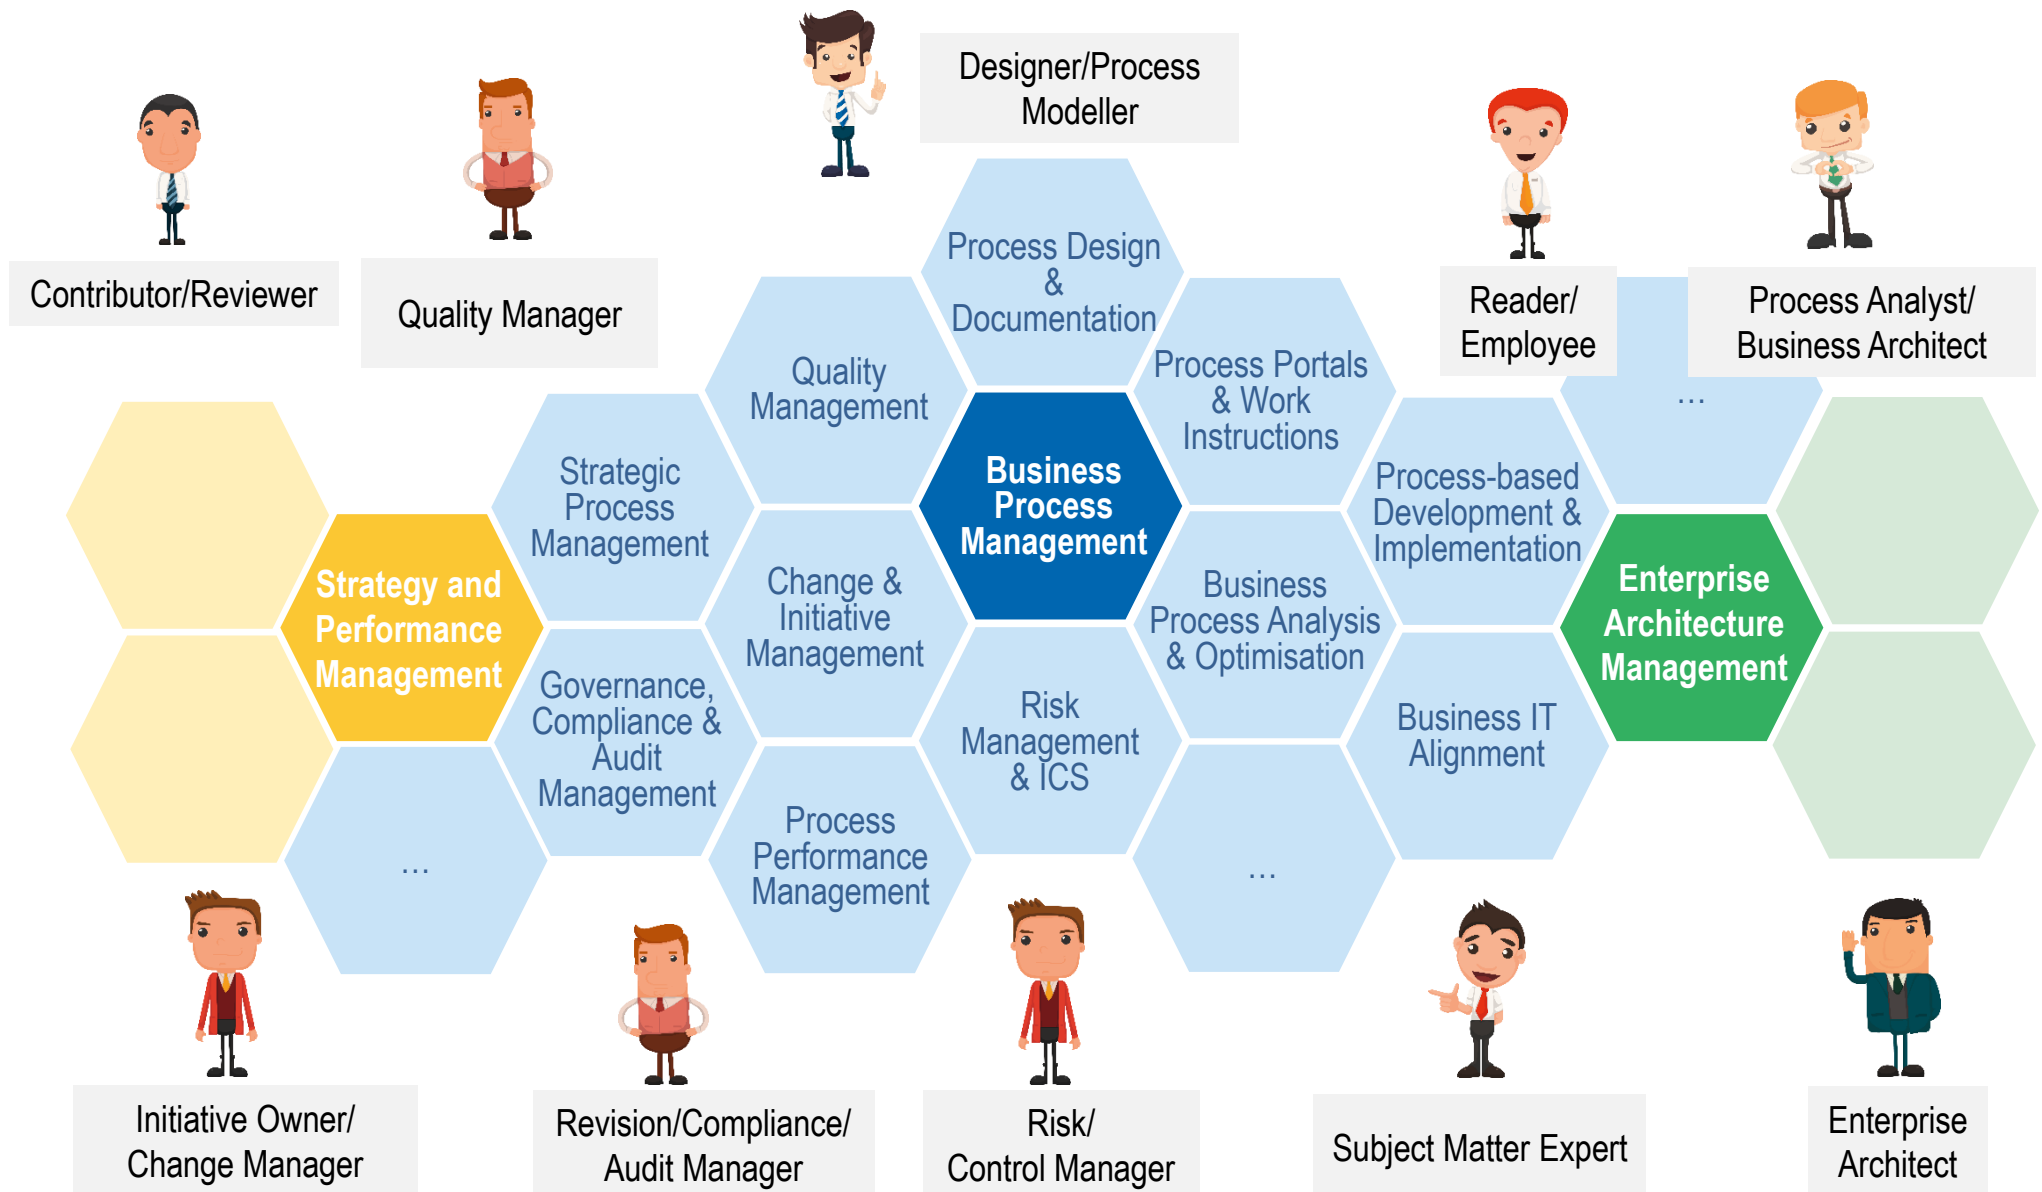 Designer/Process
Modeller
Contributor/Reviewer
Quality Manager
Reader/
Employee
Process Analyst/
Business Architect
Process Design
&
Documentation
Quality
Management
Process Portals
& Work
Instructions
...
Strategic
Process
Management
Business
Process
Management
Process-based
Development &
Implementation
Strategy and
Performance
Management
Change &
Initiative
Management
Business
Process Analysis
& Optimisation
Enterprise
Architecture
Management
Governance,
Compliance &
Audit
Management
Risk
Management
& ICS
Business IT
Alignment
...
Process
Performance
Management
...
Initiative Owner/
Change Manager
Revision/Compliance/
Audit Manager
Risk/
Control Manager
Subject Matter Expert
Enterprise
Architect